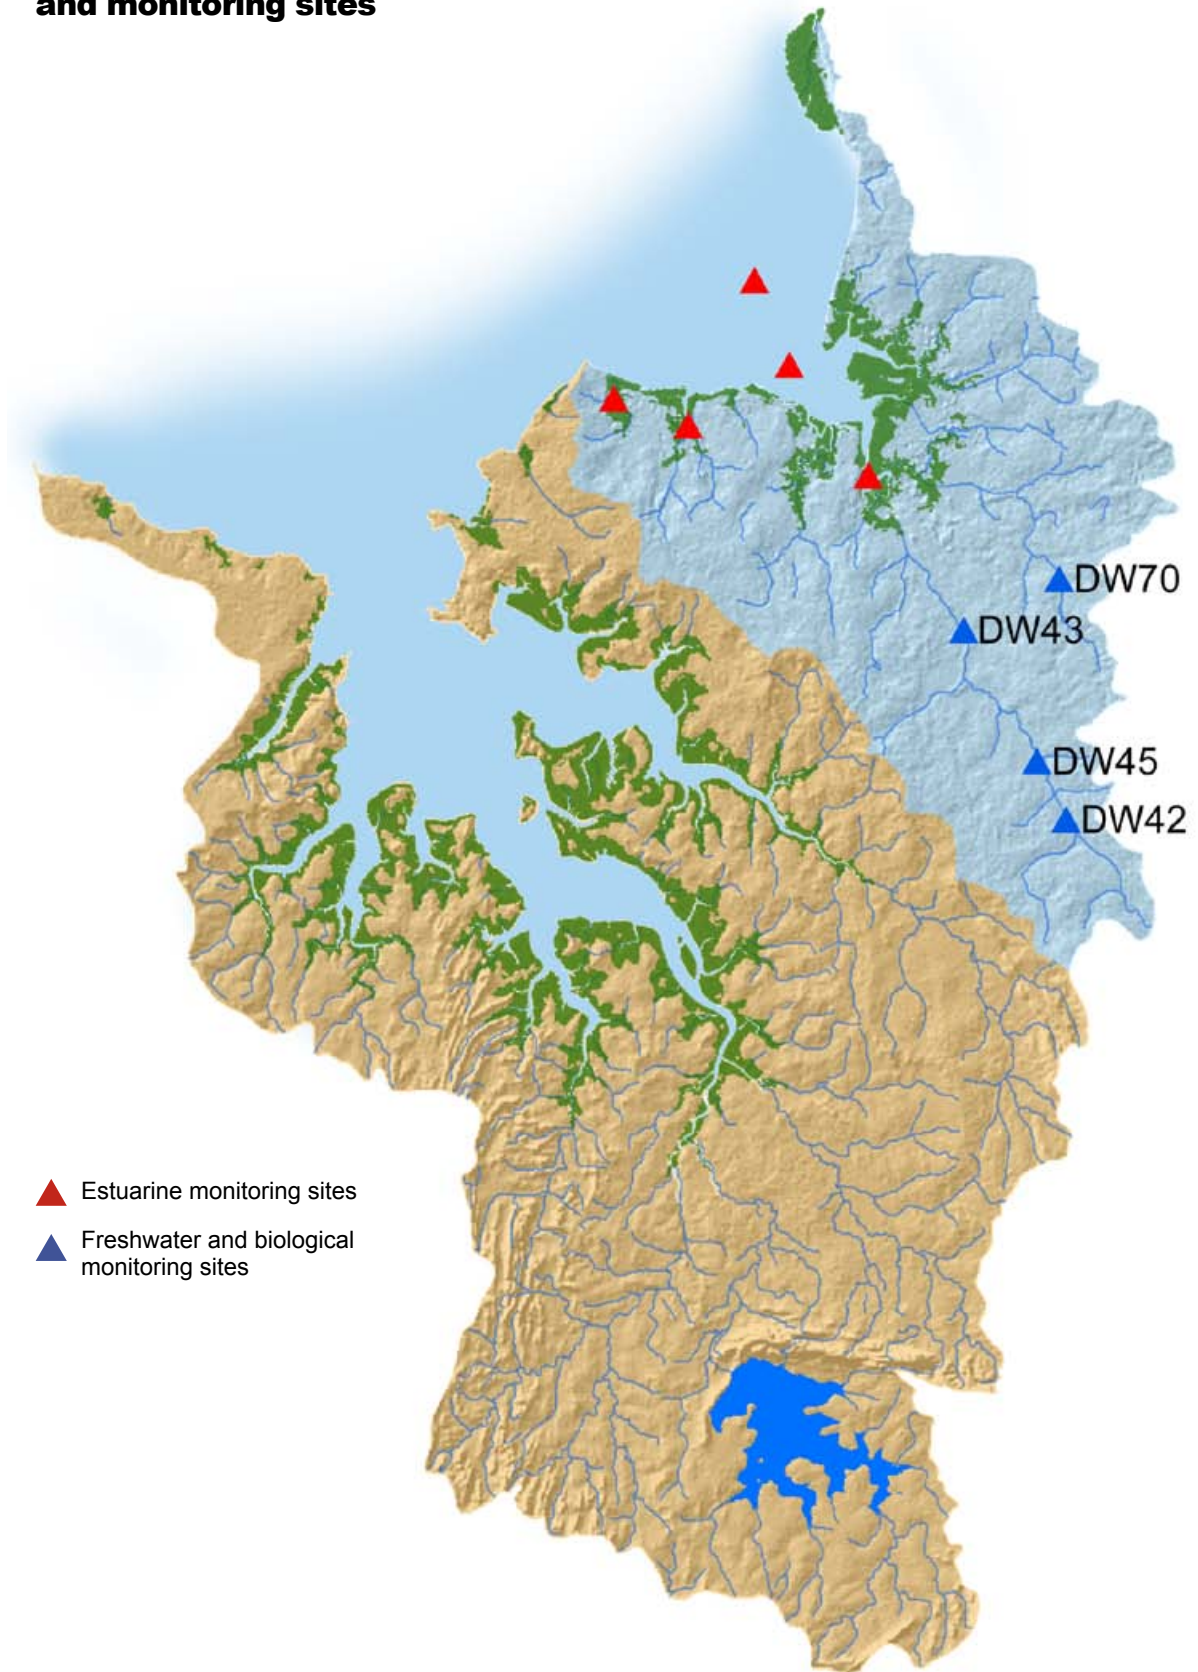 and monitoring sites
DW70
DW43
DW45
DW42
Estuarine monitoring sites
Freshwater and biological
monitoring sites